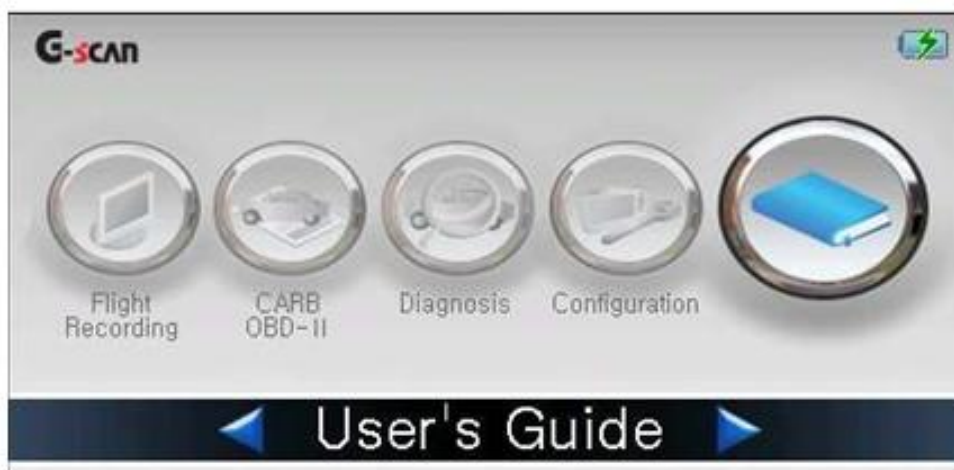 G-scan
Flight
Recording
CARB
OBD-II
Diagnosis
Configuration
User's Guide